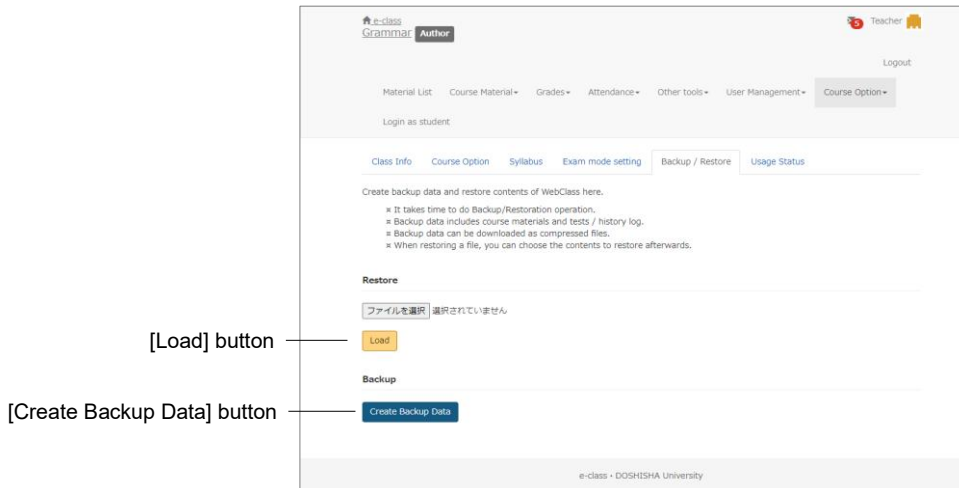 e-class
Grammar Author
5 Teacher
Logout
Material List Course Material Grades Attendance Other tools User Management Course Option
Login as student
Class Info Course Option Syllabus Exam mode setting Backup / Restore Usage Status
Create backup data and restore contents of WebClass here.
¤ It takes time to do Backup/Restoration operation.
¤ Backup data includes course materials and tests / history log.
¤ Backup data can be downloaded as compressed files.
¤ When restoring a file, you can choose the contents to restore afterwards.
Restore
ファイルを選択 選択されていません
[Load] button
Load
Backup
[Create Backup Data] button
Create Backup Data
e-class • DOSHISHA University